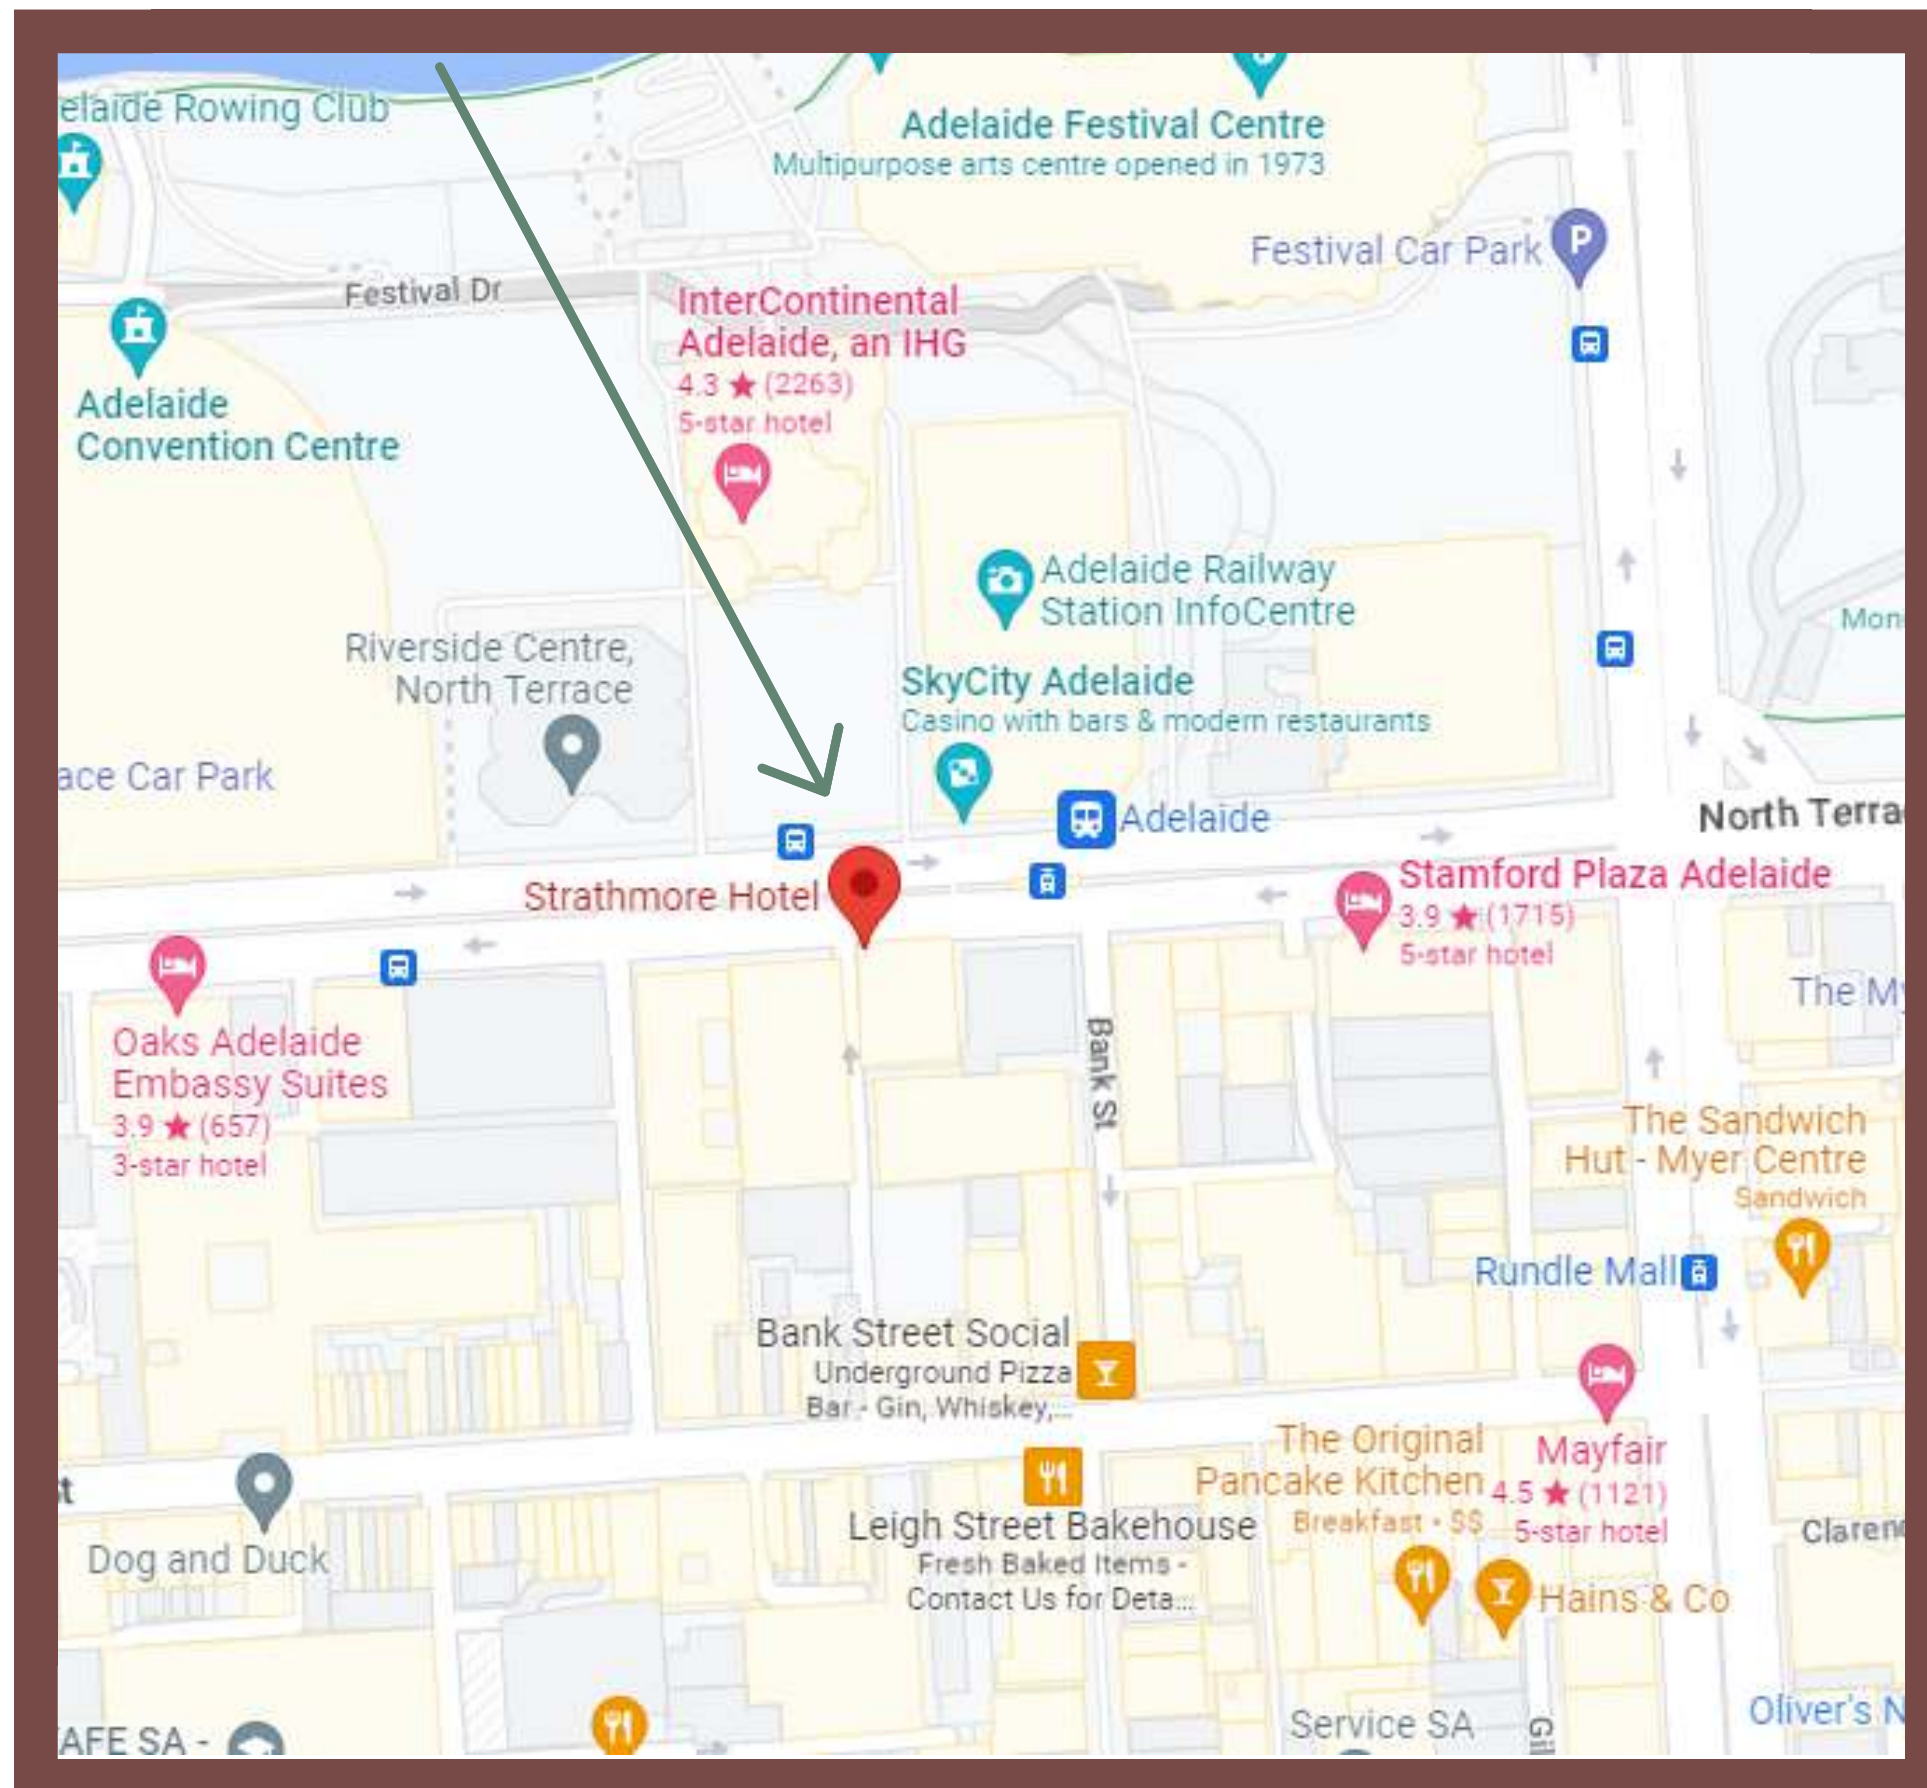 elaide Rowing Club
Adelaide Festival Centre
Multipurpose arts centre opened in 1973
Festival Car Park
P
Festival Dr
InterContinental
Adelaide, an IHG
4.3 ★ (2263)
5-star hotel
Adelaide
Convention Centre
Adelaide Railway
Station InfoCentre
Mon
Riverside Centre,
North Terrace
SkyCity Adelaide
Casino with bars & modern restaurants
ace Car Park
Adelaide
North Terra
Strathmore Hotel
Stamford Plaza Adelaide
3.9 ★ (1715)
5-star hotel
The My
Oaks Adelaide
Embassy Suites
3.9 ★ (657)
3-star hotel
Bank St
The Sandwich
Hut - Myer Centre
Sandwich
Rundle Mall
Bank Street Social
Underground Pizza
Bar - Gin, Whiskey,...
The Original
Pancake Kitchen
Breakfast • $$
Mayfair
4.5 ★ (1121)
5-star hotel
t
Leigh Street Bakehouse
Fresh Baked Items -
Contact Us for Deta...
Claren
Dog and Duck
Hains & Co
Oliver's N
Service SA
Gil
AFE SA -